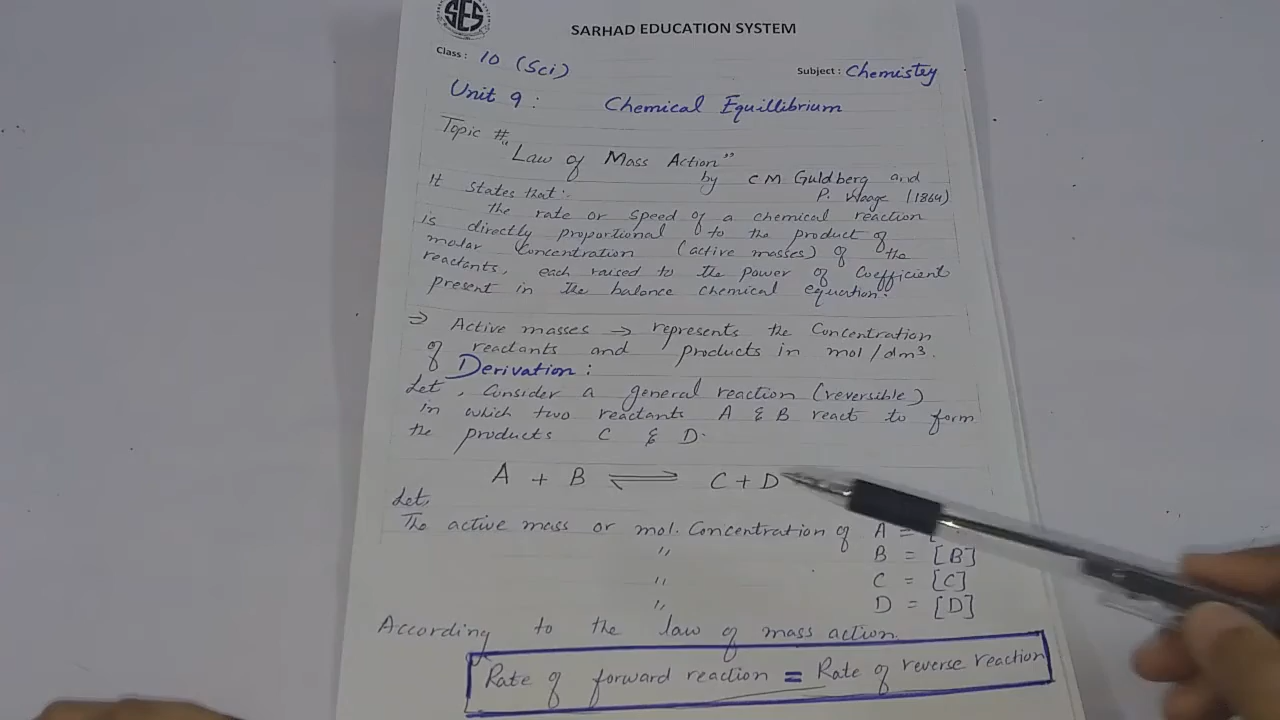 SES
SARHAD EDUCATION SYSTEM
Class : 10 (Sci)
Subject : Chemistry
Unit 9 : Chemical Equillibrium
Topic #
"Law of Mass Action"
by C M Guldberg and
P. Waage (1864)
It states that :-
the rate or speed of a chemical reaction
is directly proportional to the product of
molar concentration (active masses) of the
reactants, each raised to the power of coefficient
present in the balance chemical equation.
⇒ Active masses → represents the concentration
of reactants and products in mol/dm³.
Derivation :
Let, consider a general reaction (reversible)
in which two reactants A & B react to form
the products C & D.
A + B ⇌ C + D
Let,
The active mass or mol. Concentration of A = [
" B = [B]
" C = [C]
" D = [D]
According to the law of mass action.
Rate of forward reaction = Rate of reverse reaction